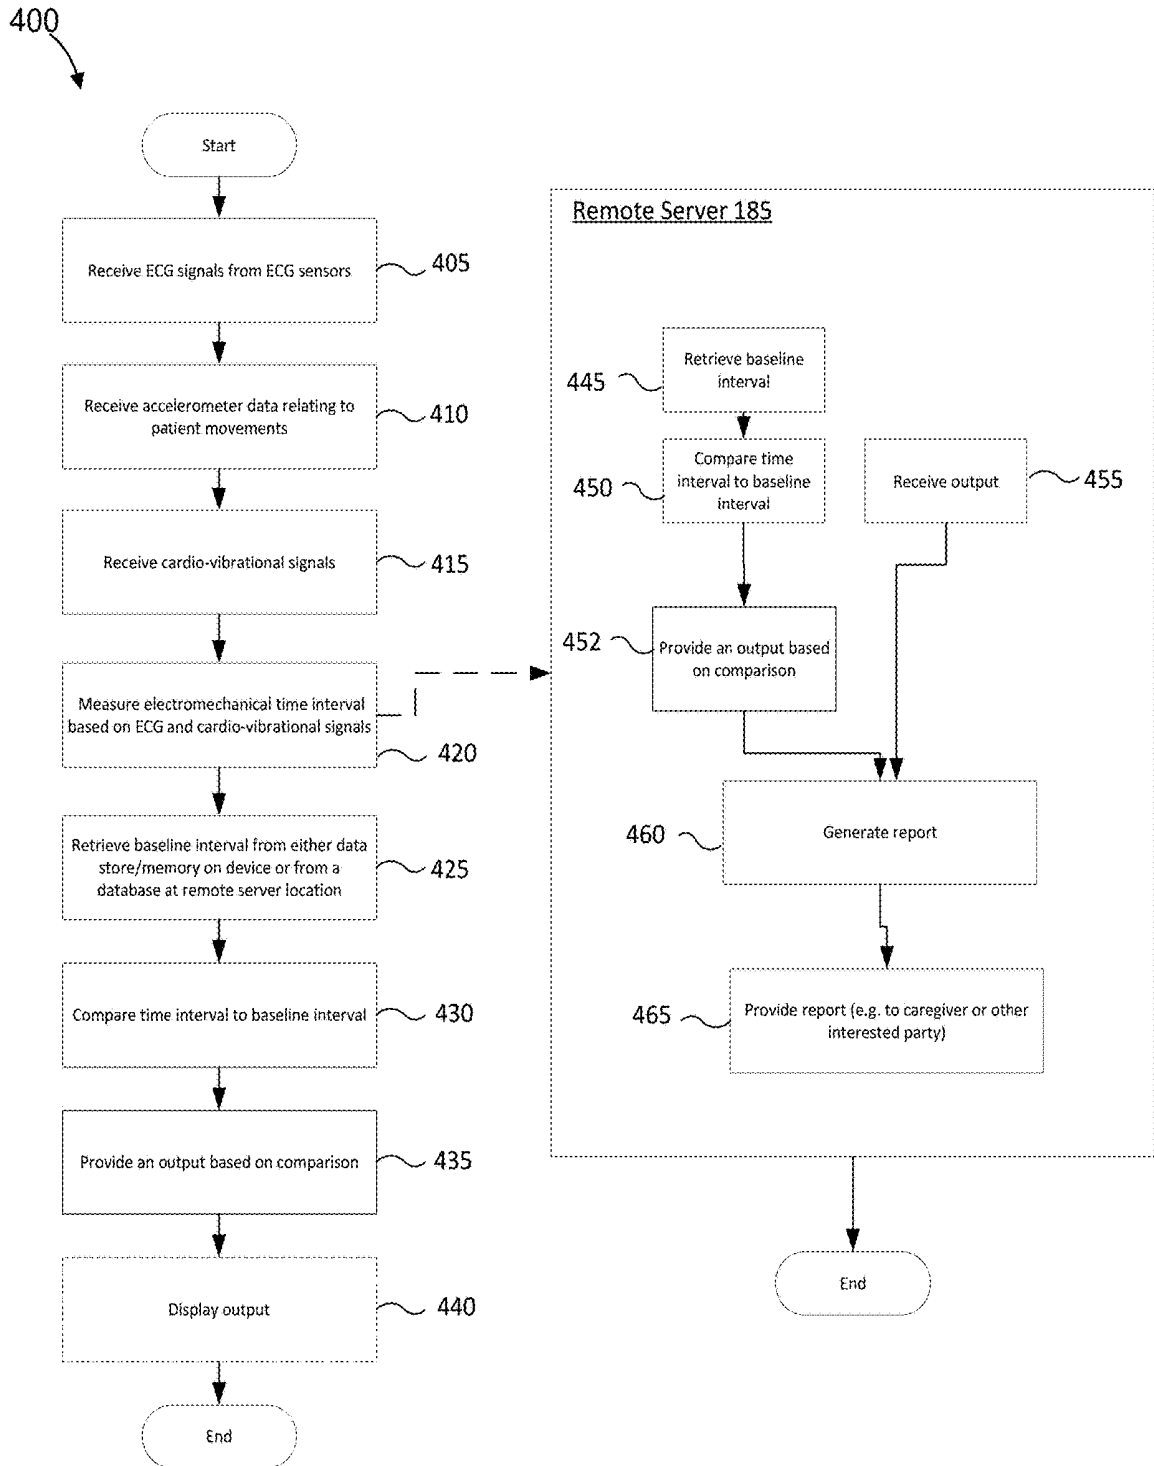 400
Start
Receive ECG signals from ECG sensors
405
Receive accelerometer data relating to
patient movements
410
Receive cardio-vibrational signals
415
Measure electromechanical time interval
based on ECG and cardio-vibrational signals
420
Retrieve baseline interval from either data
store/memory on device or from a
database at remote server location
425
Compare time interval to baseline interval
430
Provide an output based on comparison
435
Display output
440
End
Remote Server 185
Retrieve baseline
interval
445
Compare time
interval to baseline
interval
450
Receive output
455
Provide an output based
on comparison
452
Generate report
460
Provide report (e.g. to caregiver or other
interested party)
465
End